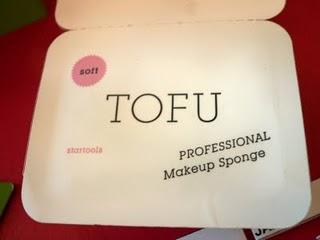 soft
TOFU
startools
PROFESSIONAL
Makeup Sponge